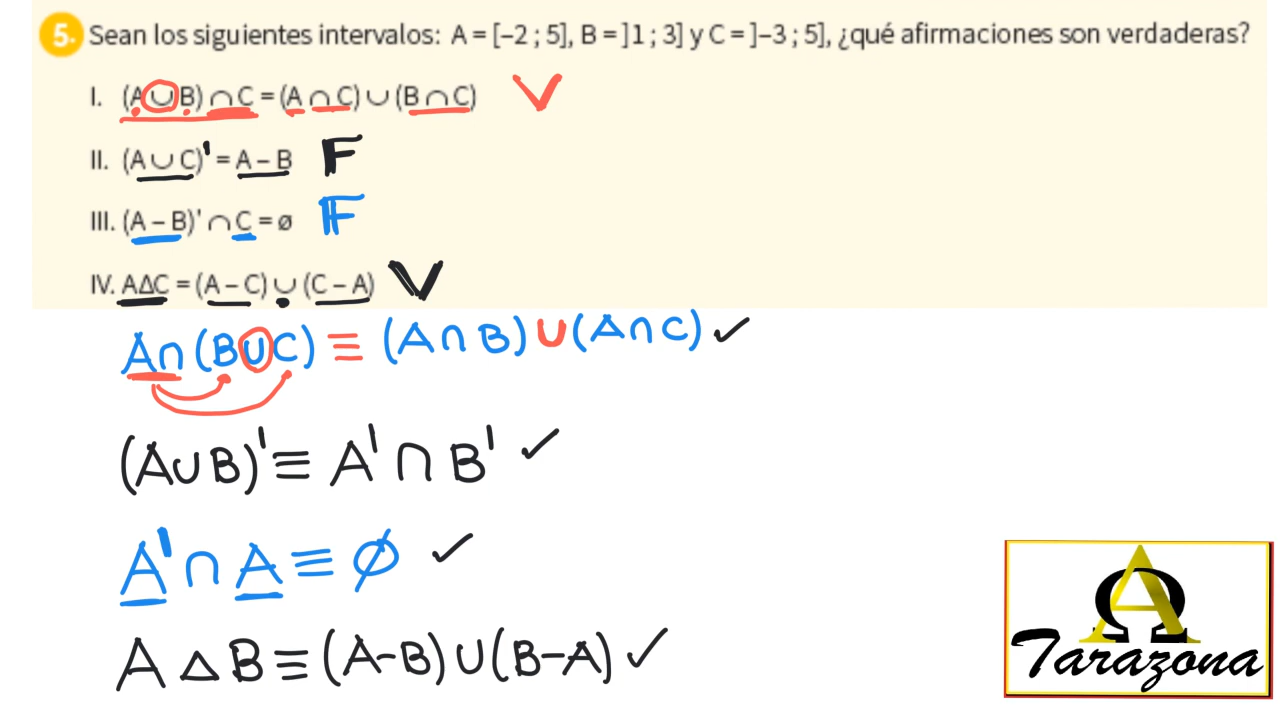 5. Sean los siguientes intervalos: A = [–2 ; 5], B = ]1 ; 3] y C = ]–3 ; 5], ¿qué afirmaciones son verdaderas?
I. (A ∪ B) ∩ C = (A ∩ C) ∪ (B ∩ C) V
II. (A ∪ C)' = A – B F
III. (A – B)' ∩ C = ø F
IV. AΔC = (A – C) ∪ (C – A) V
A∩(B∪C) ≡ (A∩B)∪(A∩C) ✓
(A∪B)' ≡ A'∩B' ✓
A'∩A ≡ ∅ ✓
A△B ≡ (A-B)∪(B-A) ✓
AΩ
Tarazona